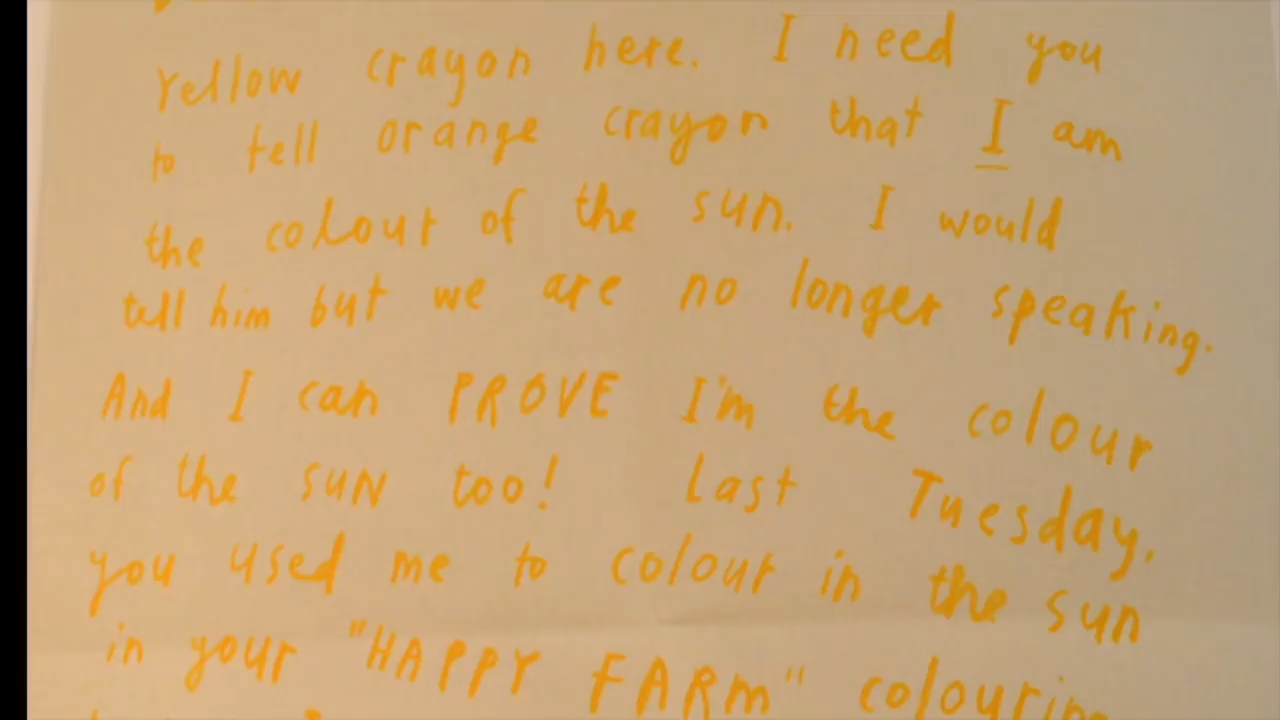 Yellow crayon here. I need you
to tell orange crayon that I am
the colour of the sun. I would
tell him but we are no longer speaking.
And I can PROVE I'm the colour
of the sun too! Last Tuesday,
you used me to colour in the sun
in your "HAPPY FARM" colouring